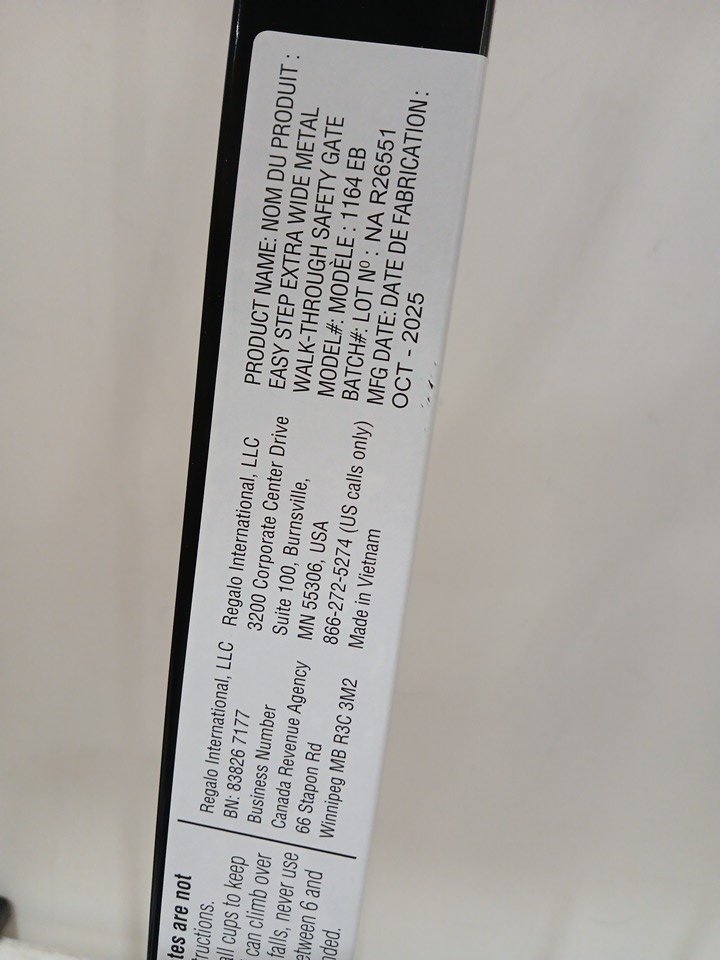 tes are not
ructions.
all cups to keep
can climb over
falls, never use
etween 6 and
nded.
Regalo International, LLC
BN: 83826 7177
Business Number
Canada Revenue Agency
66 Stapon Rd
Winnipeg MB R3C 3M2
Regalo International, LLC
3200 Corporate Center Drive
Suite 100, Burnsville,
MN 55306, USA
866-272-5274 (US calls only)
Made in Vietnam
PRODUCT NAME: NOM DU PRODUIT :
EASY STEP EXTRA WIDE METAL
WALK-THROUGH SAFETY GATE
MODEL#: MODÈLE : 1164 EB
BATCH#: LOT Nº : NA R26551
MFG DATE: DATE DE FABRICATION :
OCT - 2025